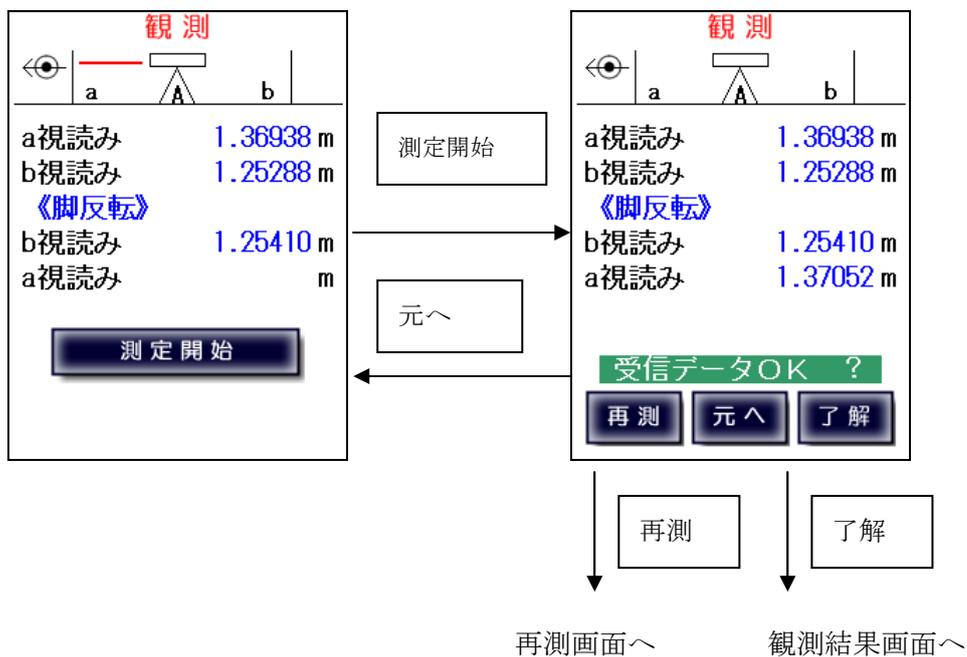 観測
a A b
a視読み 1.36938 m
b視読み 1.25288 m
《脚反転》
b視読み 1.25410 m
a視読み m
測定開始
測定開始
元へ
観測
a A b
a視読み 1.36938 m
b視読み 1.25288 m
《脚反転》
b視読み 1.25410 m
a視読み 1.37052 m
受信データOK ?
再測 元へ 了解
再測
了解
再測画面へ
観測結果画面へ